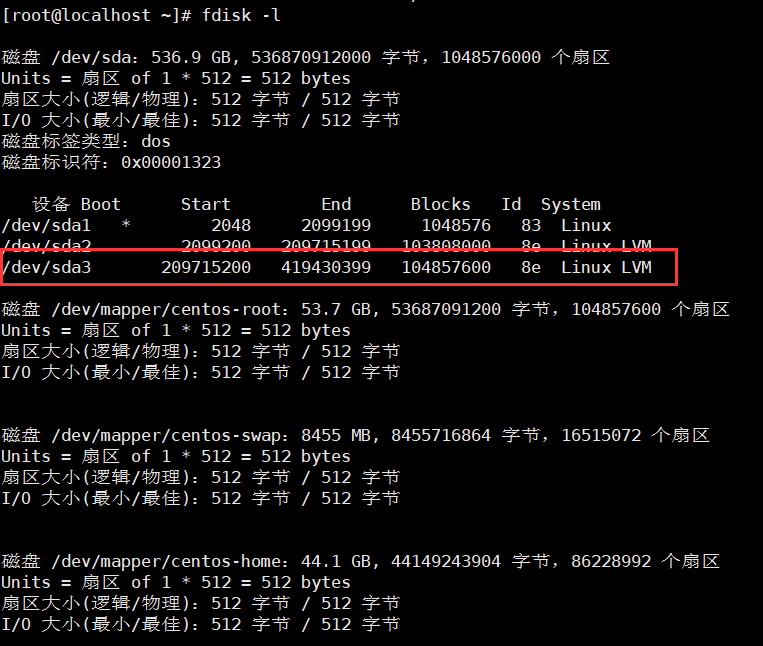 [root@localhost ~]# fdisk -l
磁盘 /dev/sda：536.9 GB, 536870912000 字节，1048576000 个扇区
Units = 扇区 of 1 * 512 = 512 bytes
扇区大小(逻辑/物理)：512 字节 / 512 字节
I/O 大小(最小/最佳)：512 字节 / 512 字节
磁盘标签类型：dos
磁盘标识符：0x00001323
设备 Boot Start End Blocks Id System
/dev/sda1 * 2048 2099199 1048576 83 Linux
/dev/sda2 2099200 209715199 103808000 8e Linux LVM
/dev/sda3 209715200 419430399 104857600 8e Linux LVM
磁盘 /dev/mapper/centos-root：53.7 GB, 53687091200 字节，104857600 个扇区
Units = 扇区 of 1 * 512 = 512 bytes
扇区大小(逻辑/物理)：512 字节 / 512 字节
I/O 大小(最小/最佳)：512 字节 / 512 字节
磁盘 /dev/mapper/centos-swap：8455 MB, 8455716864 字节，16515072 个扇区
Units = 扇区 of 1 * 512 = 512 bytes
扇区大小(逻辑/物理)：512 字节 / 512 字节
I/O 大小(最小/最佳)：512 字节 / 512 字节
磁盘 /dev/mapper/centos-home：44.1 GB, 44149243904 字节，86228992 个扇区
Units = 扇区 of 1 * 512 = 512 bytes
扇区大小(逻辑/物理)：512 字节 / 512 字节
I/O 大小(最小/最佳)：512 字节 / 512 字节